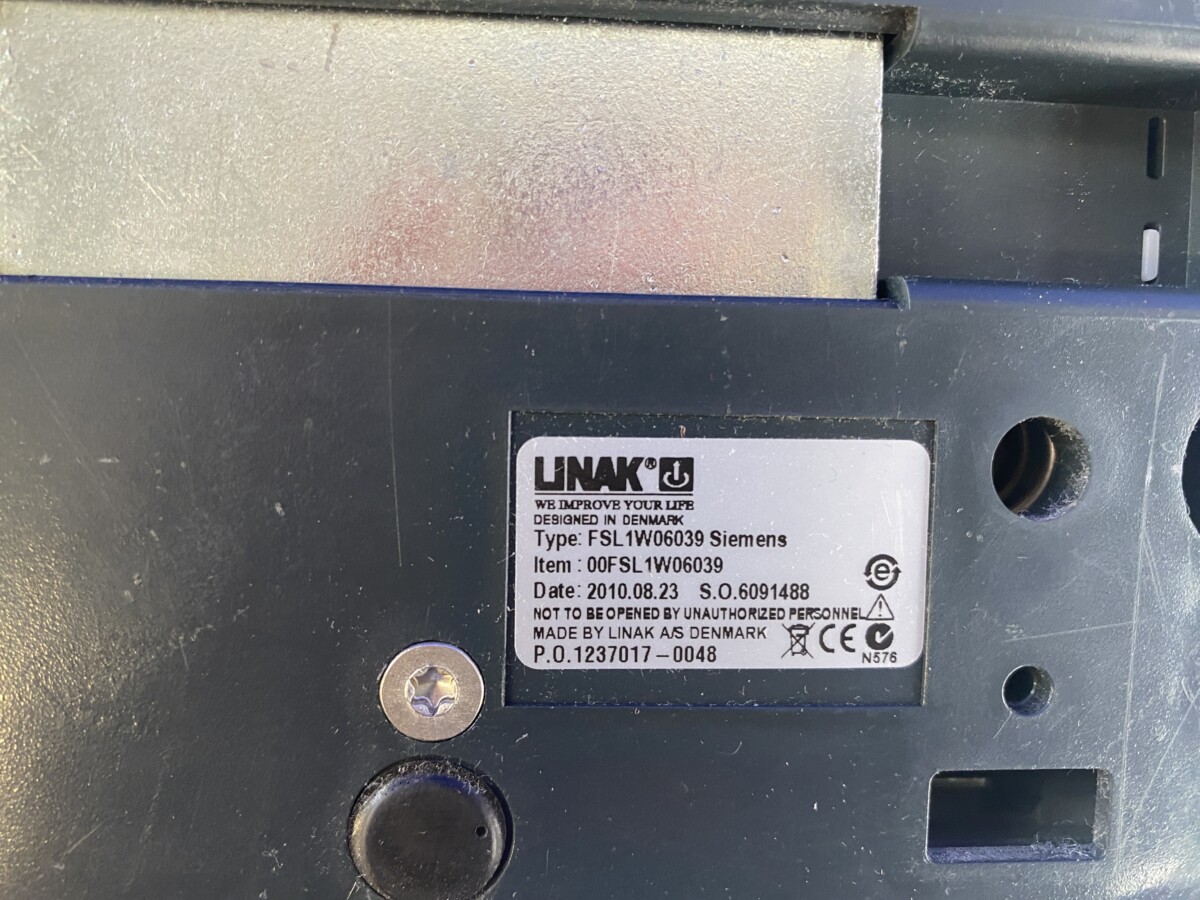 LINAK®
WE IMPROVE YOUR LIFE
DESIGNED IN DENMARK
Type: FSL1W06039 Siemens
Item : 00FSL1W06039
Date: 2010.08.23 S.O.6091488
NOT TO BE OPENED BY UNAUTHORIZED PERSONNEL
MADE BY LINAK A/S DENMARK CE
N576
P.O.1237017-0048